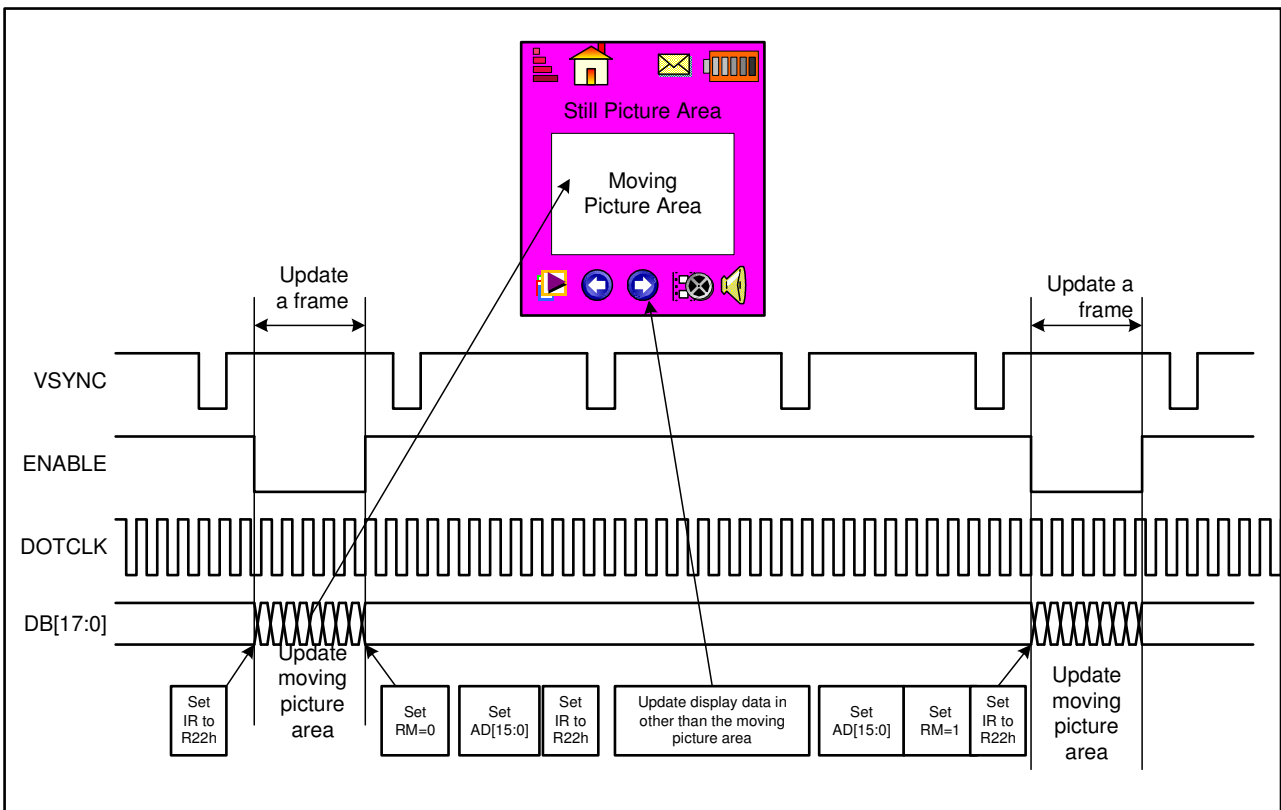 Still Picture Area
Moving
Picture Area
Update
a frame
Update a
frame
VSYNC
ENABLE
DOTCLK
DB[17:0]
Update
moving
picture
area
Set
IR to
R22h
Set
RM=0
Set
AD[15:0]
Set
IR to
R22h
Update display data in
other than the moving
picture area
Set
AD[15:0]
Set
RM=1
Set
IR to
R22h
Update
moving
picture
area